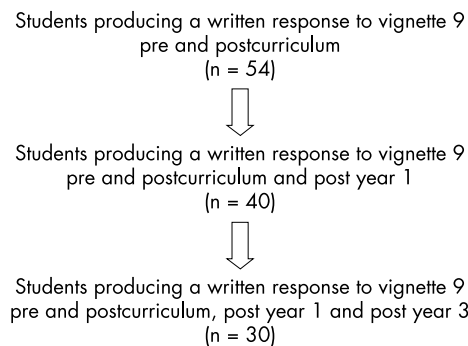 Students producing a written response to vignette 9
pre and postcurriculum
(n = 54)
Students producing a written response to vignette 9
pre and postcurriculum and post year 1
(n = 40)
Students producing a written response to vignette 9
pre and postcurriculum, post year 1 and post year 3
(n = 30)